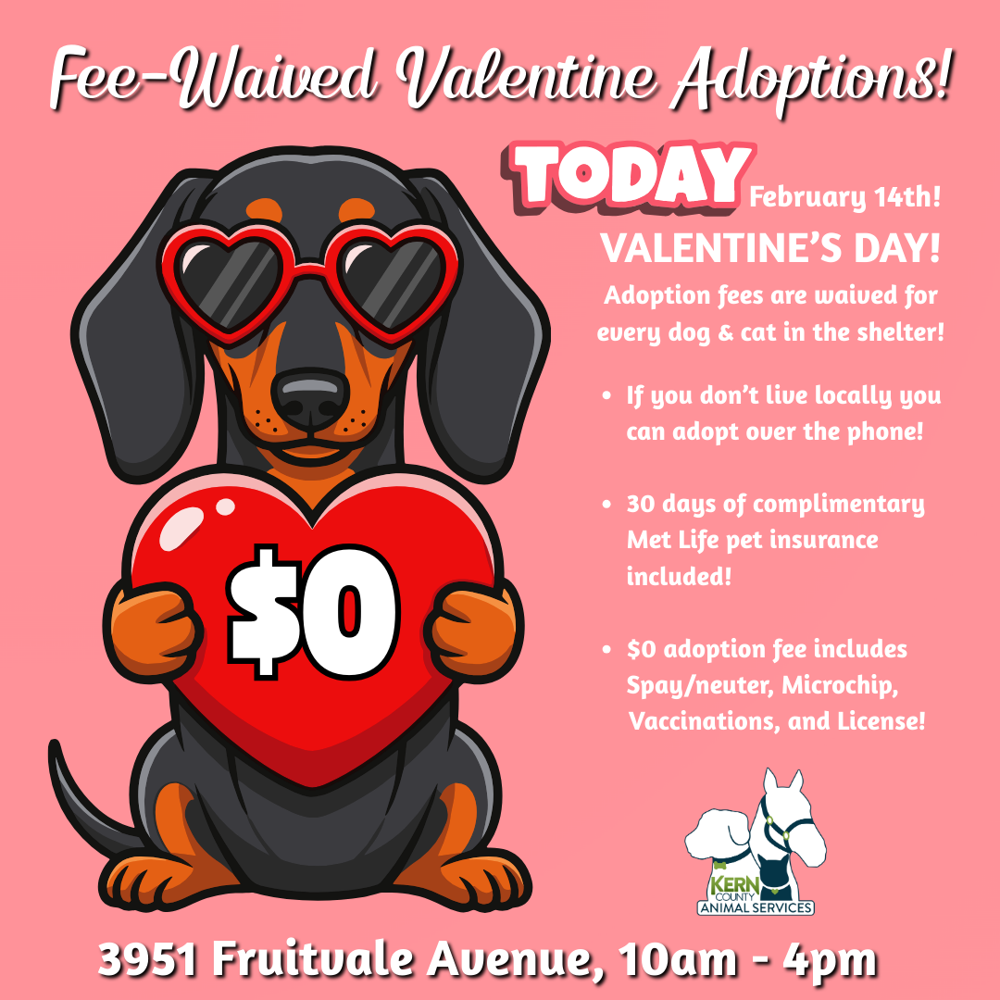 Fee-Waived Valentine Adoptions!
TODAY February 14th!
VALENTINE'S DAY!
Adoption fees are waived for
every dog & cat in the shelter!
• If you don't live locally you
can adopt over the phone!
• 30 days of complimentary
Met Life pet insurance
included!
• $0 adoption fee includes
Spay/neuter, Microchip,
Vaccinations, and License!
$0
KERN
COUNTY
ANIMAL SERVICES
3951 Fruitvale Avenue, 10am - 4pm